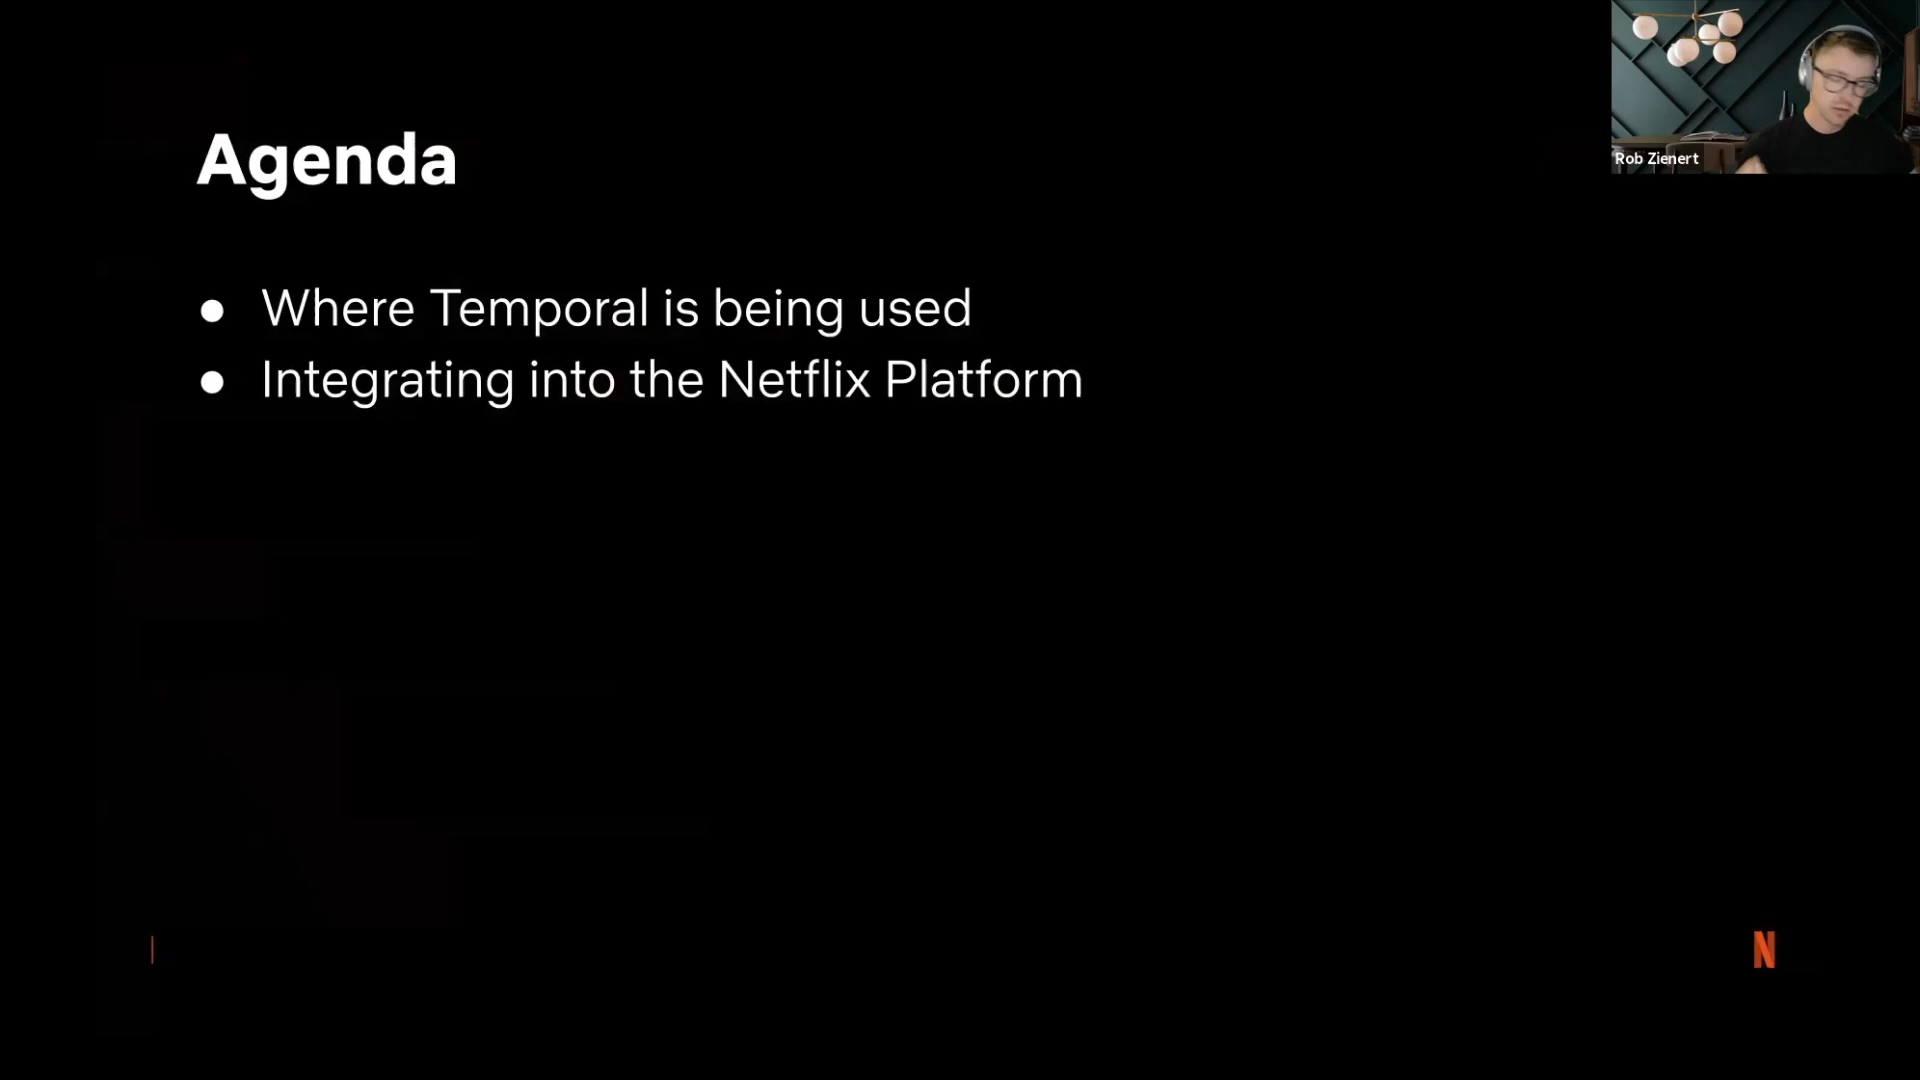 Agenda
● Where Temporal is being used
● Integrating into the Netflix Platform
Rob Zienert
N